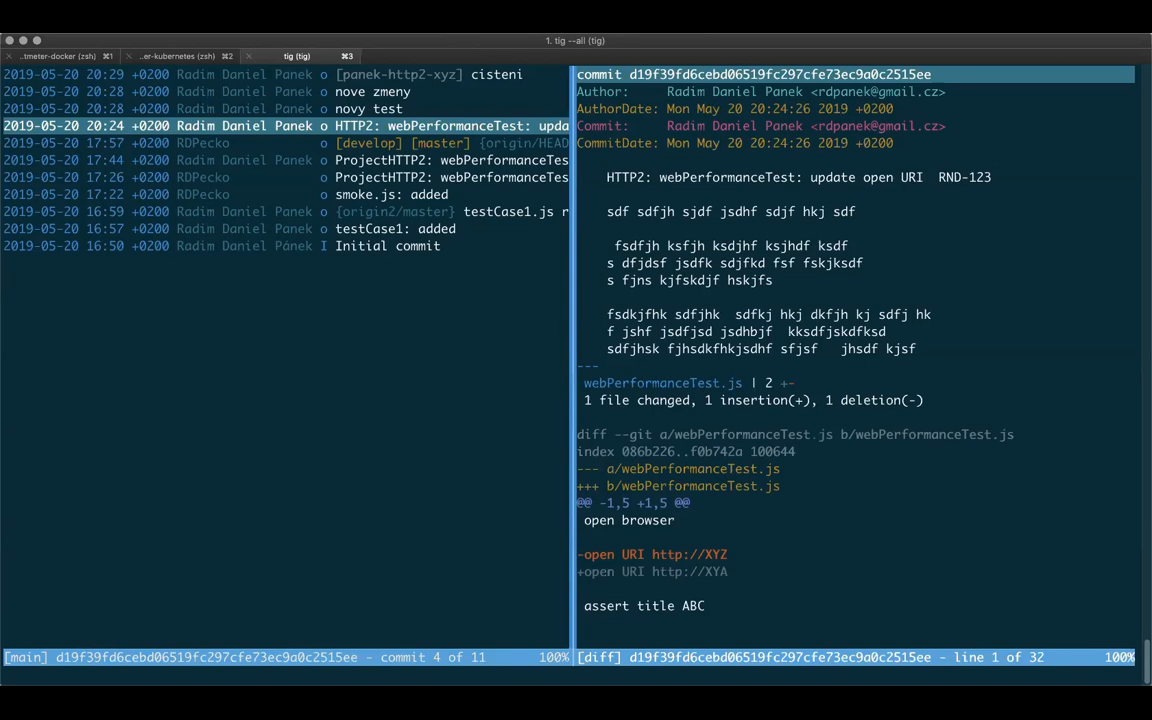 1. tig --all (tig)
..tmeter-docker (zsh) ⌘1 ..er-kubernetes (zsh) ⌘2 tig (tig) ⌘3
2019-05-20 20:29 +0200 Radim Daniel Panek o [panek-http2-xyz] cisteni
2019-05-20 20:28 +0200 Radim Daniel Panek o nove zmeny
2019-05-20 20:28 +0200 Radim Daniel Panek o novy test
2019-05-20 20:24 +0200 Radim Daniel Panek o HTTP2: webPerformanceTest: upda
2019-05-20 17:57 +0200 RDPecko o [develop] [master] {origin/HEAD
2019-05-20 17:44 +0200 Radim Daniel Panek o ProjectHTTP2: webPerformanceTes
2019-05-20 17:26 +0200 RDPecko o ProjectHTTP2: webPerformanceTes
2019-05-20 17:22 +0200 RDPecko o smoke.js: added
2019-05-20 16:59 +0200 Radim Daniel Panek o {origin2/master} testCase1.js r
2019-05-20 16:57 +0200 Radim Daniel Panek o testCase1: added
2019-05-20 16:50 +0200 Radim Daniel Pánek I Initial commit
[main] d19f39fd6cebd06519fc297cfe73ec9a0c2515ee - commit 4 of 11 100%
commit d19f39fd6cebd06519fc297cfe73ec9a0c2515ee
Author: Radim Daniel Panek <rdpanek@gmail.cz>
AuthorDate: Mon May 20 20:24:26 2019 +0200
Commit: Radim Daniel Panek <rdpanek@gmail.cz>
CommitDate: Mon May 20 20:24:26 2019 +0200
HTTP2: webPerformanceTest: update open URI RND-123
sdf sdfjh sjdf jsdhf sdjf hkj sdf
fsdfjh ksfjh ksdjhf ksjhdf ksdf
s dfjdsf jsdfk sdjfkd fsf fskjksdf
s fjns kjfskdjf hskjfs
fsdkjfhk sdfjhk sdfkj hkj dkfjh kj sdfj hk
f jshf jsdfjsd jsdhbjf kksdfjskdfksd
sdfjhsk fjhsdkfhkjsdhf sfjsf jhsdf kjsf
---
webPerformanceTest.js | 2 +-
1 file changed, 1 insertion(+), 1 deletion(-)
diff --git a/webPerformanceTest.js b/webPerformanceTest.js
index 086b226..f0b742a 100644
--- a/webPerformanceTest.js
+++ b/webPerformanceTest.js
@@ -1,5 +1,5 @@
open browser
-open URI http://XYZ
+open URI http://XYA
assert title ABC
[diff] d19f39fd6cebd06519fc297cfe73ec9a0c2515ee - line 1 of 32 100%